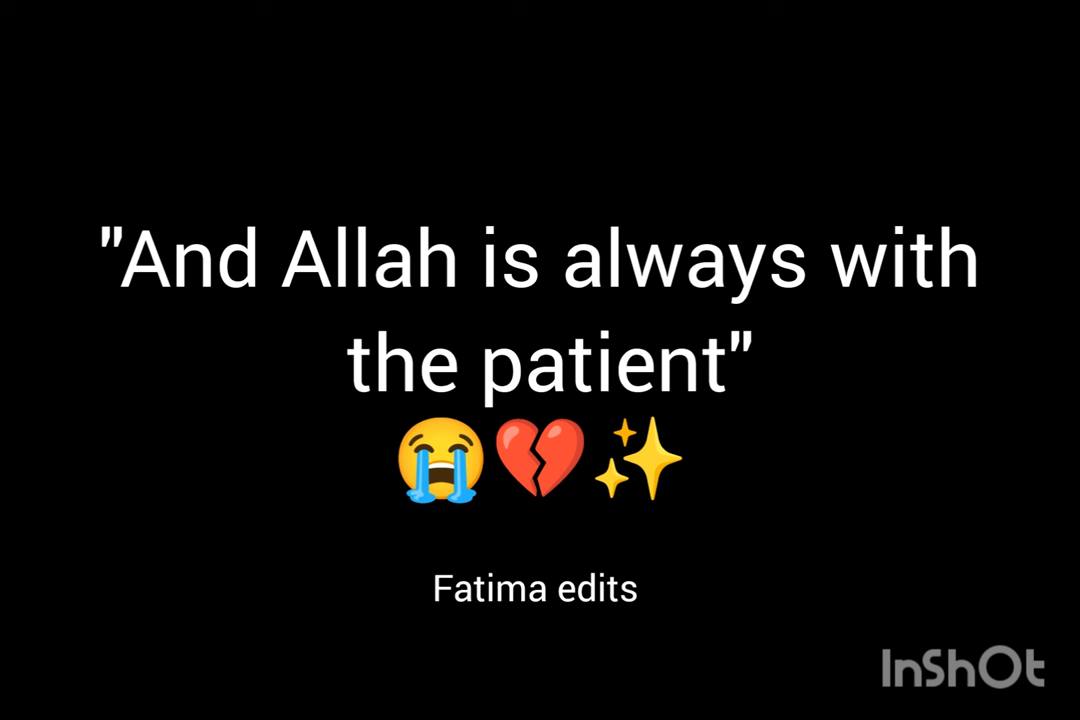 "And Allah is always with
the patient"
😭💔✨
Fatima edits
InShOt